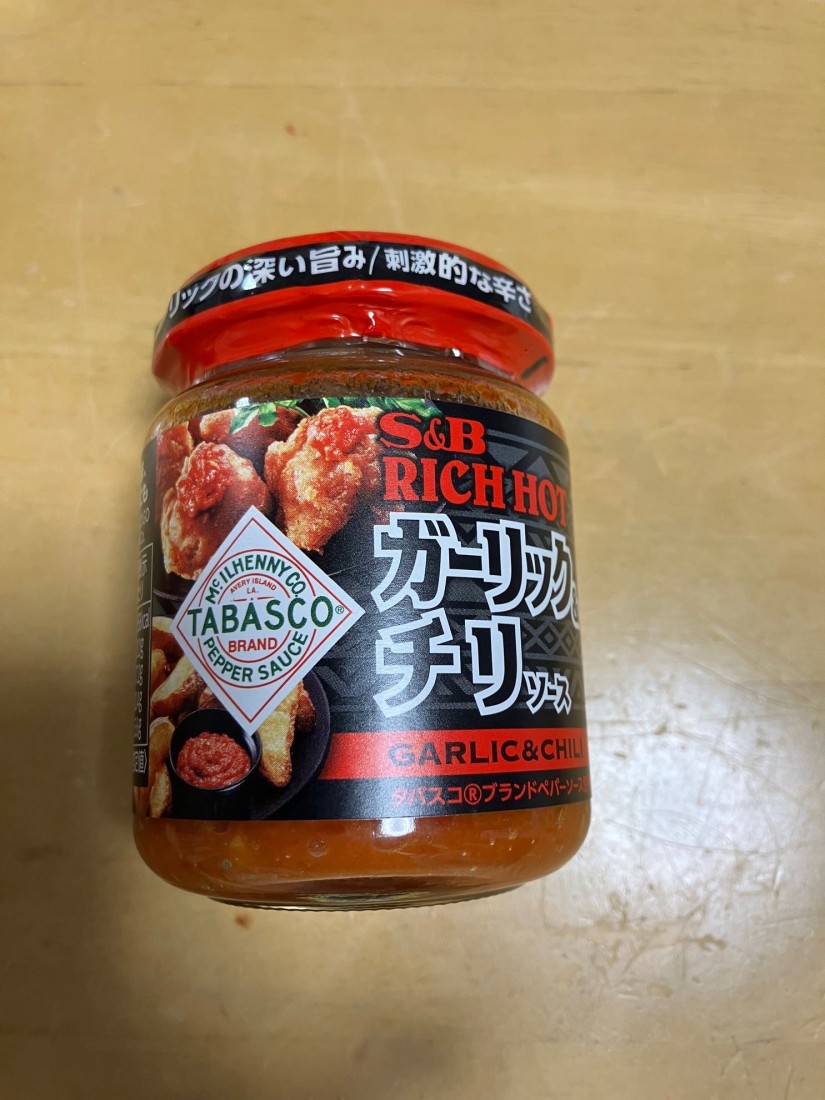 リックの深い旨み/刺激的な辛さ
S&B
RICH HOT
ガーリック&
チリソース
GARLIC&CHILI
タバスコ®ブランドペパーソース
McILHENNY CO.
AVERY ISLAND
LA.
TABASCO®
BRAND
PEPPER SAUCE